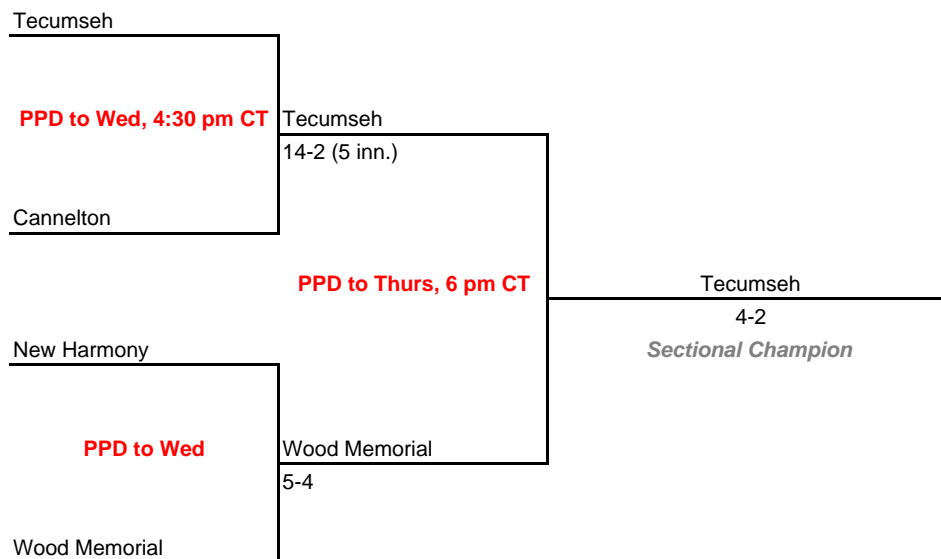 Tecumseh
PPD to Wed, 4:30 pm CT
Tecumseh
14-2 (5 inn.)
Cannelton
PPD to Thurs, 6 pm CT
Tecumseh
4-2
Sectional Champion
New Harmony
PPD to Wed
Wood Memorial
5-4
Wood Memorial